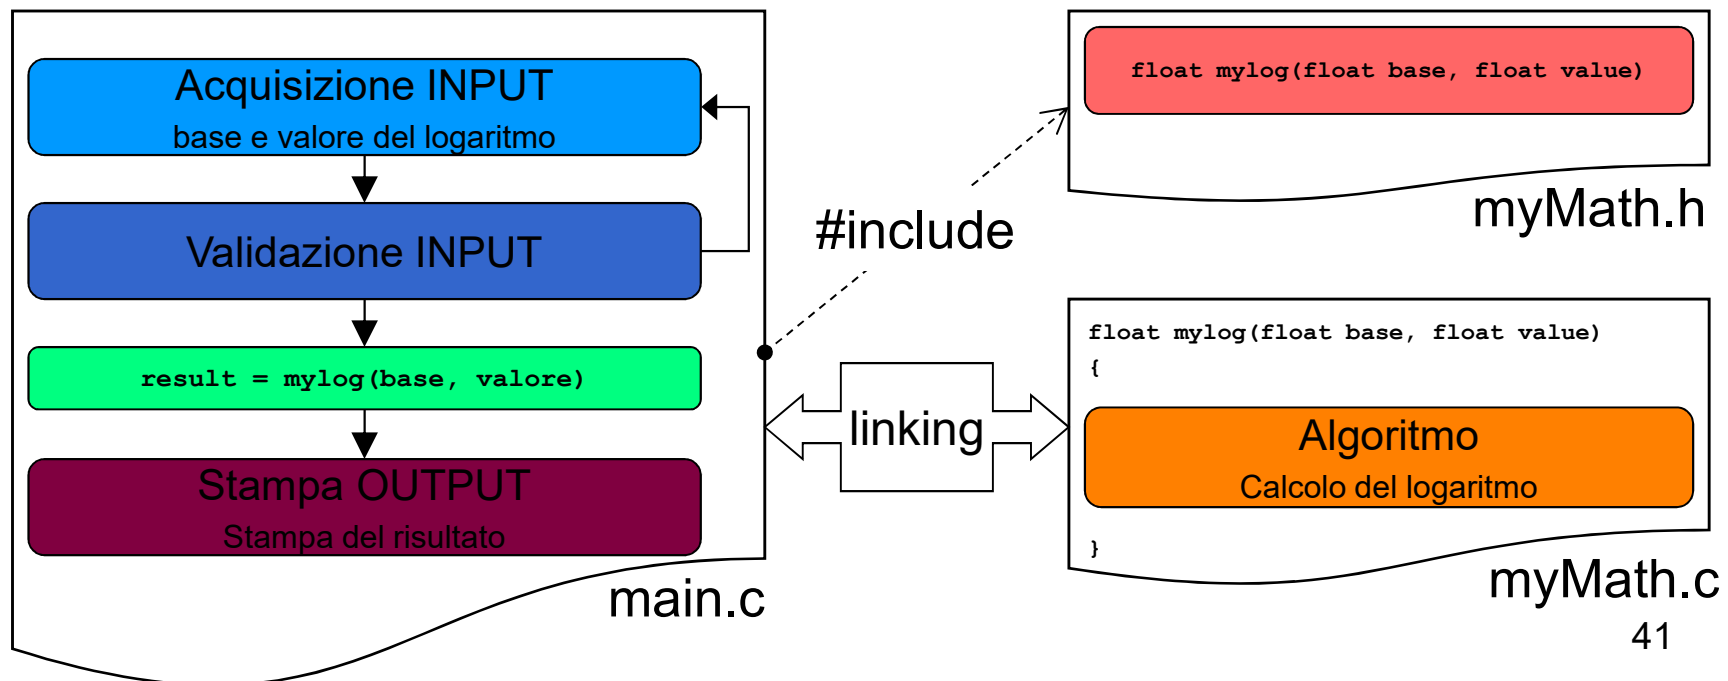 Acquisizione INPUT
base e valore del logaritmo
Validazione INPUT
result = mylog(base, valore)
Stampa OUTPUT
Stampa del risultato
main.c
#include
linking
float mylog(float base, float value)
myMath.h
float mylog(float base, float value)
{
Algoritmo
Calcolo del logaritmo
}
myMath.c
41